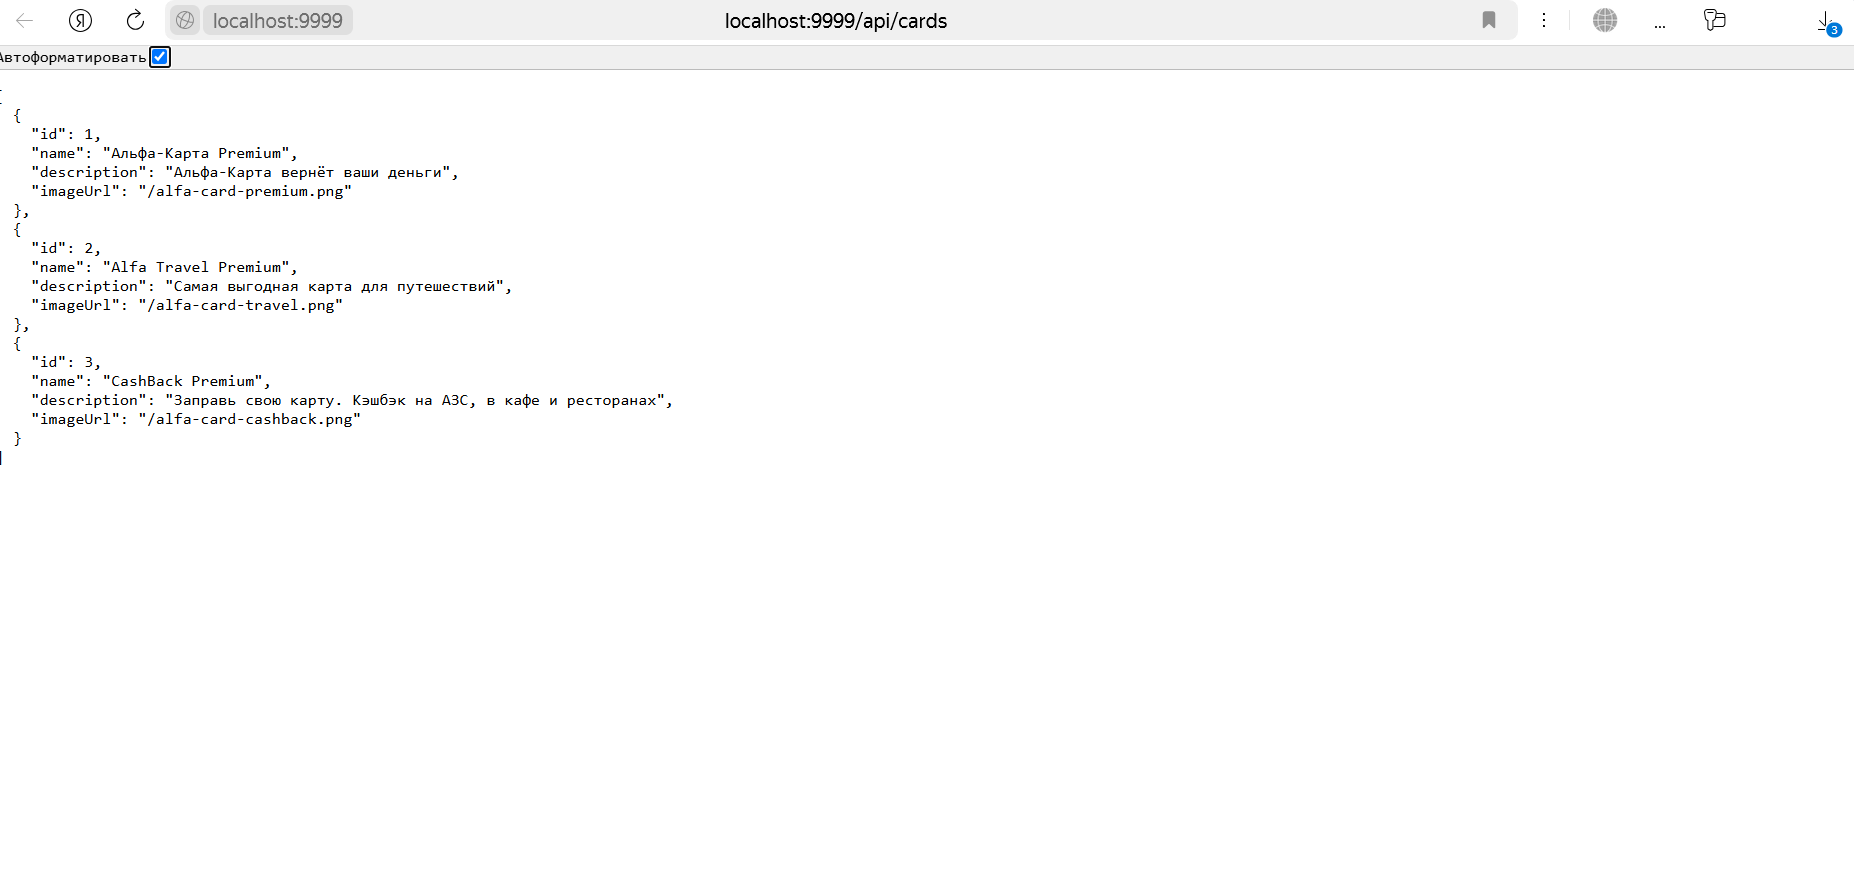 localhost:9999 localhost:9999/api/cards
3
Автоформатировать
[
{
"id": 1,
"name": "Альфа-Карта Premium",
"description": "Альфа-Карта вернёт ваши деньги",
"imageUrl": "/alfa-card-premium.png"
},
{
"id": 2,
"name": "Alfa Travel Premium",
"description": "Самая выгодная карта для путешествий",
"imageUrl": "/alfa-card-travel.png"
},
{
"id": 3,
"name": "CashBack Premium",
"description": "Заправь свою карту. Кэшбэк на АЗС, в кафе и ресторанах",
"imageUrl": "/alfa-card-cashback.png"
}
]